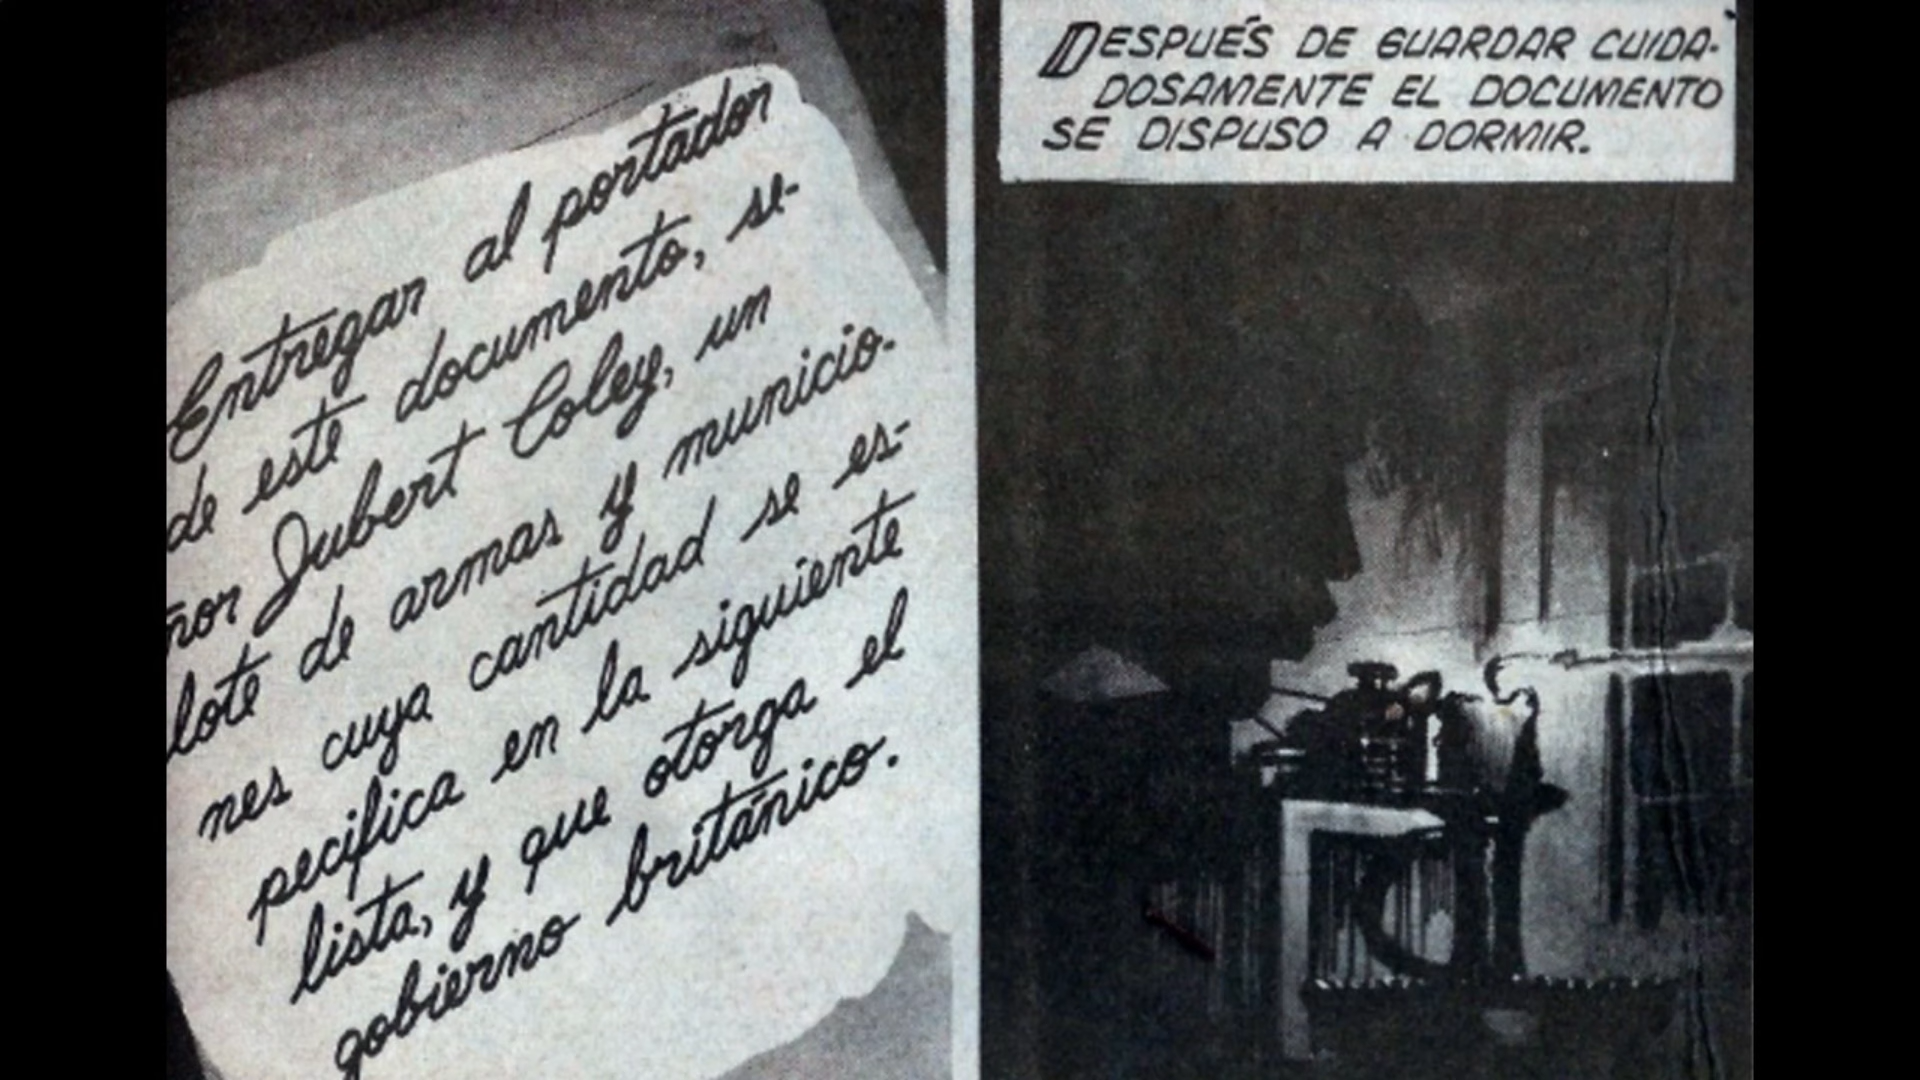 Entregar al portador
de este documento, se-
ñor Jubert Coley, un
lote de armas y municio-
nes cuya cantidad se es-
pecifica en la siguiente
lista, y que otorga el
gobierno británico.
DESPUÉS DE GUARDAR CUIDA-
DOSAMENTE EL DOCUMENTO
SE DISPUSO A DORMIR.